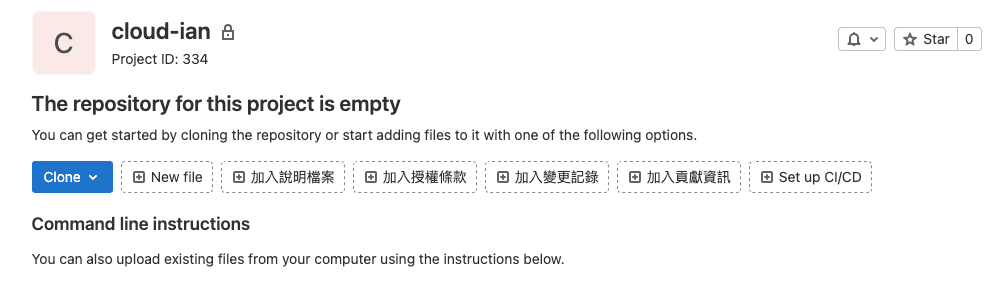 C
cloud-ian
Project ID: 334
Star 0
The repository for this project is empty
You can get started by cloning the repository or start adding files to it with one of the following options.
Clone New file 加入說明檔案 加入授權條款 加入變更記錄 加入貢獻資訊 Set up CI/CD
Command line instructions
You can also upload existing files from your computer using the instructions below.